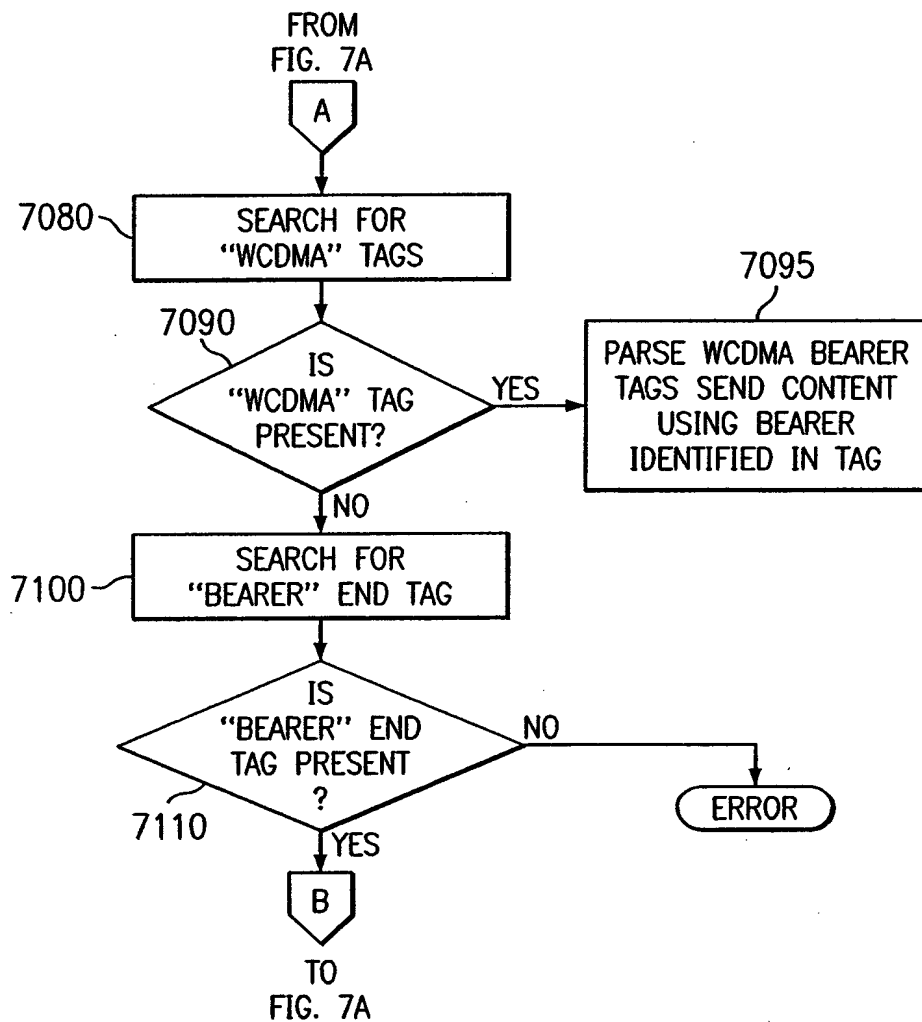 FROM
FIG. 7A
A
7080
SEARCH FOR
"WCDMA" TAGS
7090
IS
"WCDMA" TAG
PRESENT?
YES
7095
PARSE WCDMA BEARER
TAGS SEND CONTENT
USING BEARER
IDENTIFIED IN TAG
NO
7100
SEARCH FOR
"BEARER" END TAG
IS
"BEARER" END
TAG PRESENT
?
7110
NO
ERROR
YES
B
TO
FIG. 7A